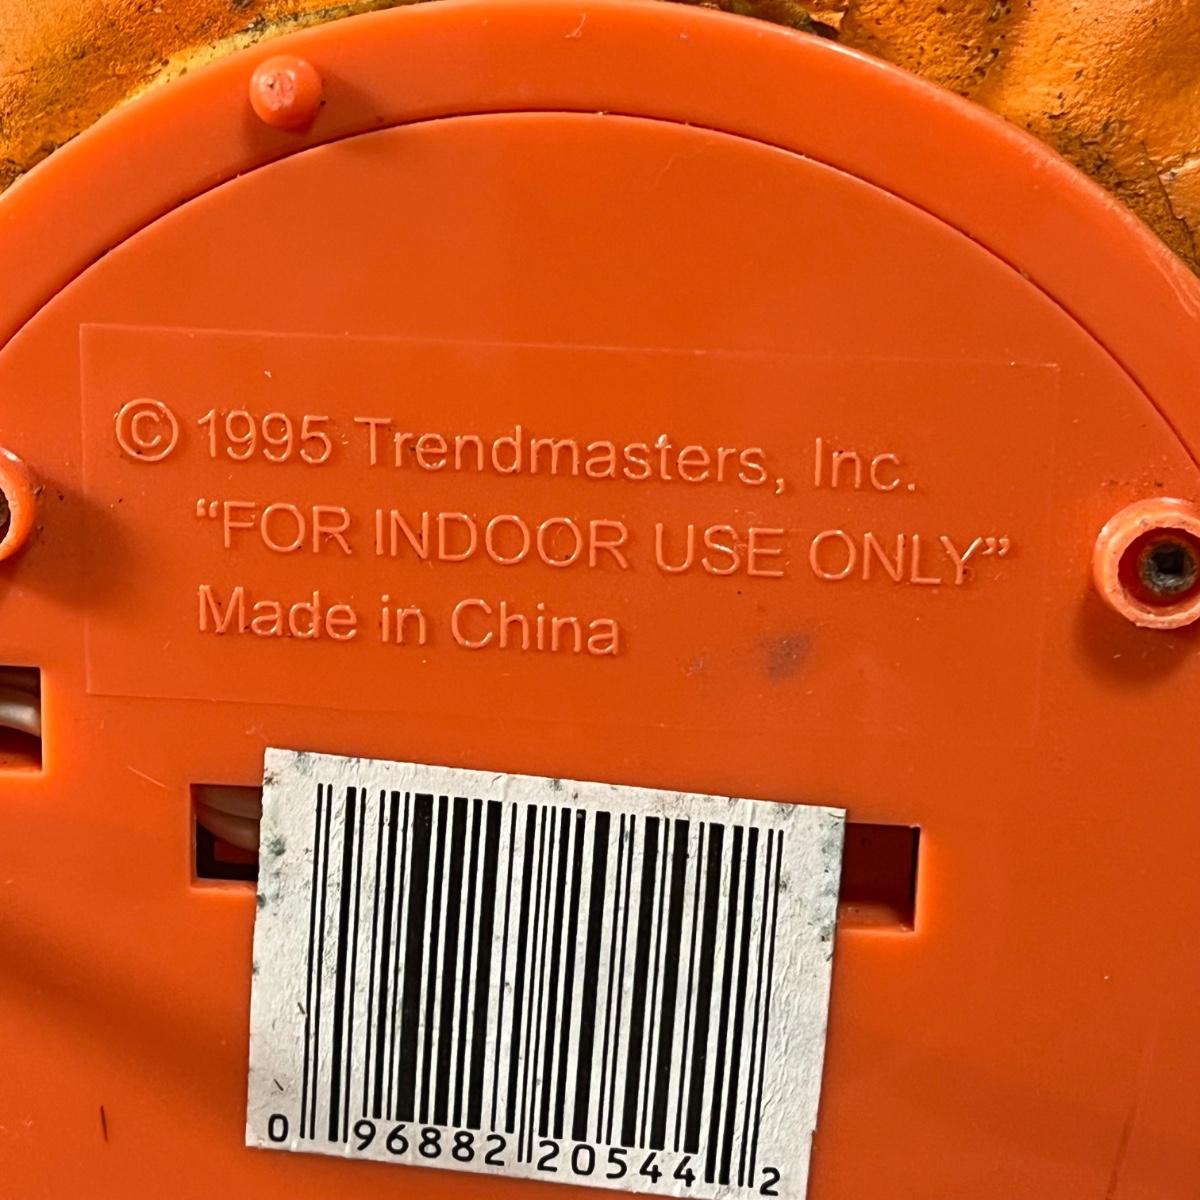 © 1995 Trendmasters, Inc.
“FOR INDOOR USE ONLY”
Made in China
0 96882 20544 2